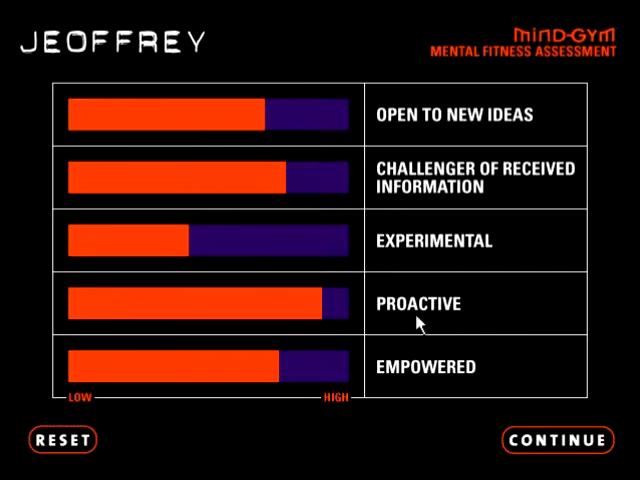 JEOFFREY
MIND-GYM
MENTAL FITNESS ASSESSMENT
OPEN TO NEW IDEAS
CHALLENGER OF RECEIVED
INFORMATION
EXPERIMENTAL
PROACTIVE
EMPOWERED
LOW
HIGH
RESET
CONTINUE